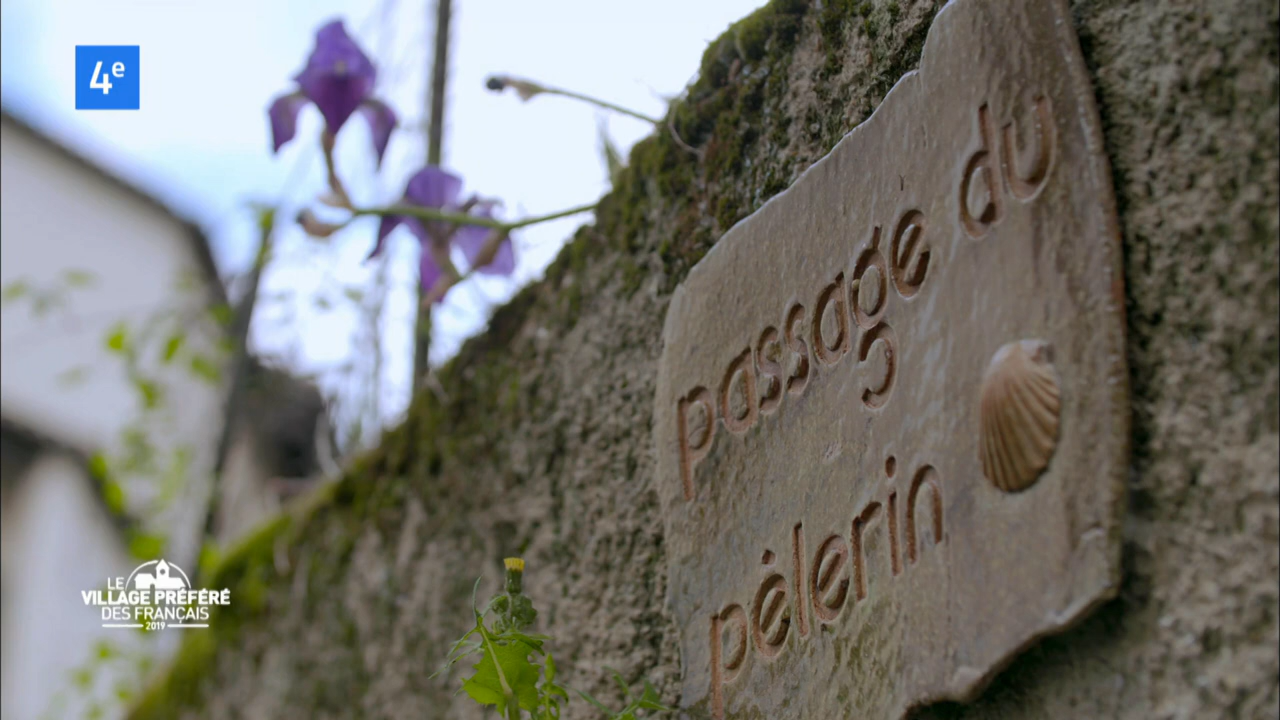 4e
passage du
pèlerin
LE
VILLAGE PRÉFÉRÉ
DES FRANÇAIS
2019